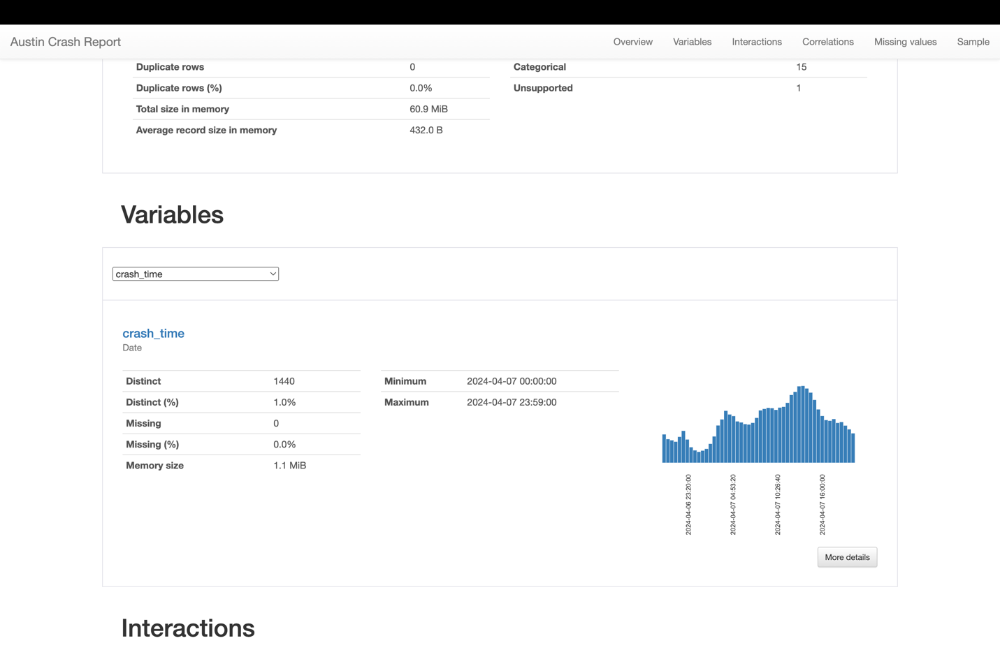 Austin Crash Report
Overview Variables Interactions Correlations Missing values Sample
Duplicate rows 0 Categorical 15
Duplicate rows (%) 0.0% Unsupported 1
Total size in memory 60.9 MiB
Average record size in memory 432.0 B
Variables
crash_time
crash_time
Date
Distinct 1440 Minimum 2024-04-07 00:00:00
Distinct (%) 1.0% Maximum 2024-04-07 23:59:00
Missing 0
Missing (%) 0.0%
Memory size 1.1 MiB
2024-04-06 23:20:00
2024-04-07 04:53:20
2024-04-07 10:26:40
2024-04-07 16:00:00
More details
Interactions